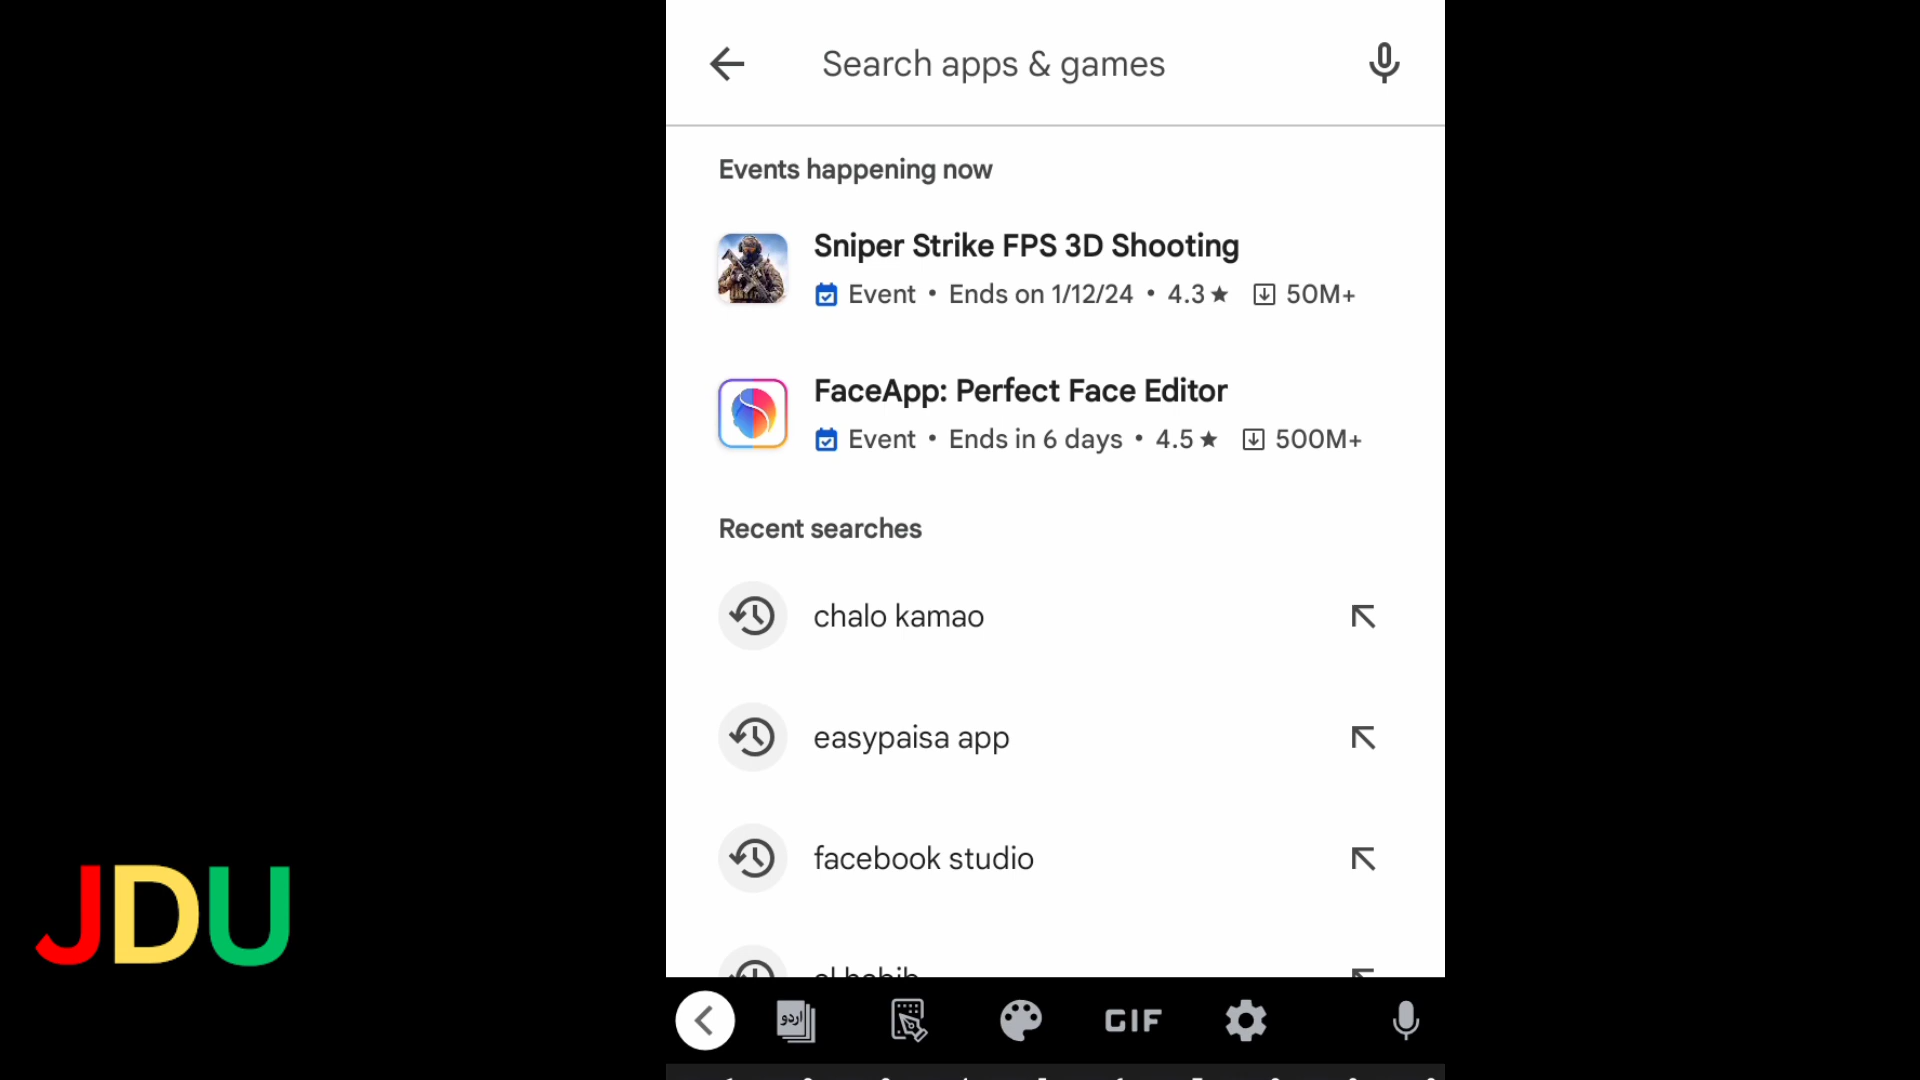 Search apps & games
Events happening now
Sniper Strike FPS 3D Shooting
Event • Ends on 1/12/24 • 4.3★ 50M+
FaceApp: Perfect Face Editor
Event • Ends in 6 days • 4.5★ 500M+
Recent searches
chalo kamao
easypaisa app
facebook studio
JDU
اردو
GIF